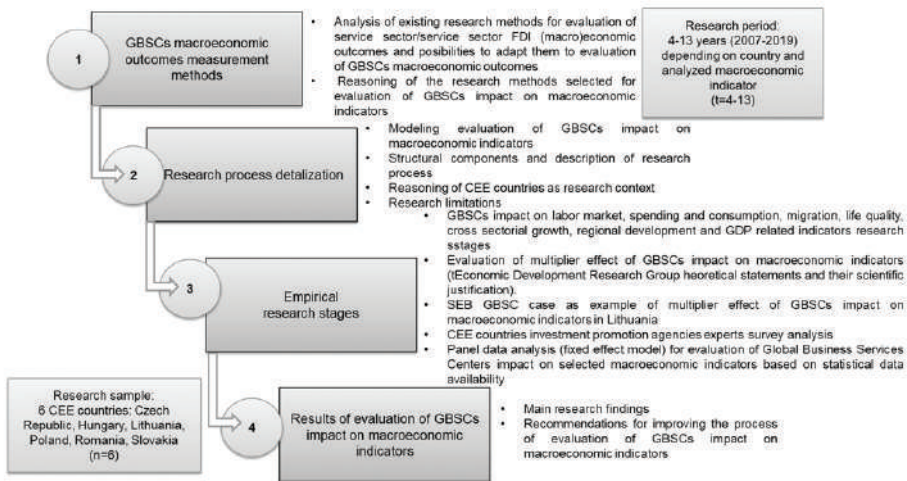 1
GBSCs macroeconomic
outcomes measurement
methods
• Analysis of existing research methods for evaluation of
service sector/service sector FDI (macro)economic
outcomes and posibilities to adapt them to evaluation
of GBSCs macroeconomic outcomes
• Reasoning of the research methods selected for
evaluation of GBSCs impact on macroeconomic
indicators
Research period:
4-13 years (2007-2019)
depending on country and
analyzed macroeconomic
indicator
(t=4-13)
2
Research process detalization
• Modeling evaluation of GBSCs impact on
macroeconomic indicators
• Structural components and description of research
process
• Reasoning of CEE countries as research context
• Research limitations
3
Empirical
research stages
• GBSCs impact on labor market, spending and consumption, migration, life quality,
cross sectorial growth, regional development and GDP related indicators research
sstages
• Evaluation of multiplier effect of GBSCs impact on macroeconomic indicators
(tEconomic Development Research Group heoretical statements and their scientific
justification).
• SEB GBSC case as example of multiplier effect of GBSCs impact on
macroeconomic indicators in Lithuania
• CEE countries investment promotion agencies experts survey analysis
• Panel data analysis (fixed effect model) for evaluation of Global Business Services
Centers impact on selected macroeconomic indicators based on statistical data
availability
Research sample:
6 CEE countries: Czech
Republic, Hungary, Lithuania,
Poland, Romania, Slovakia
(n=6)
4
Results of evaluation of GBSCs
impact on macroeconomic
indicators
• Main research findings
• Recommendations for improving the process
of evaluation of GBSCs impact on
macroeconomic indicators